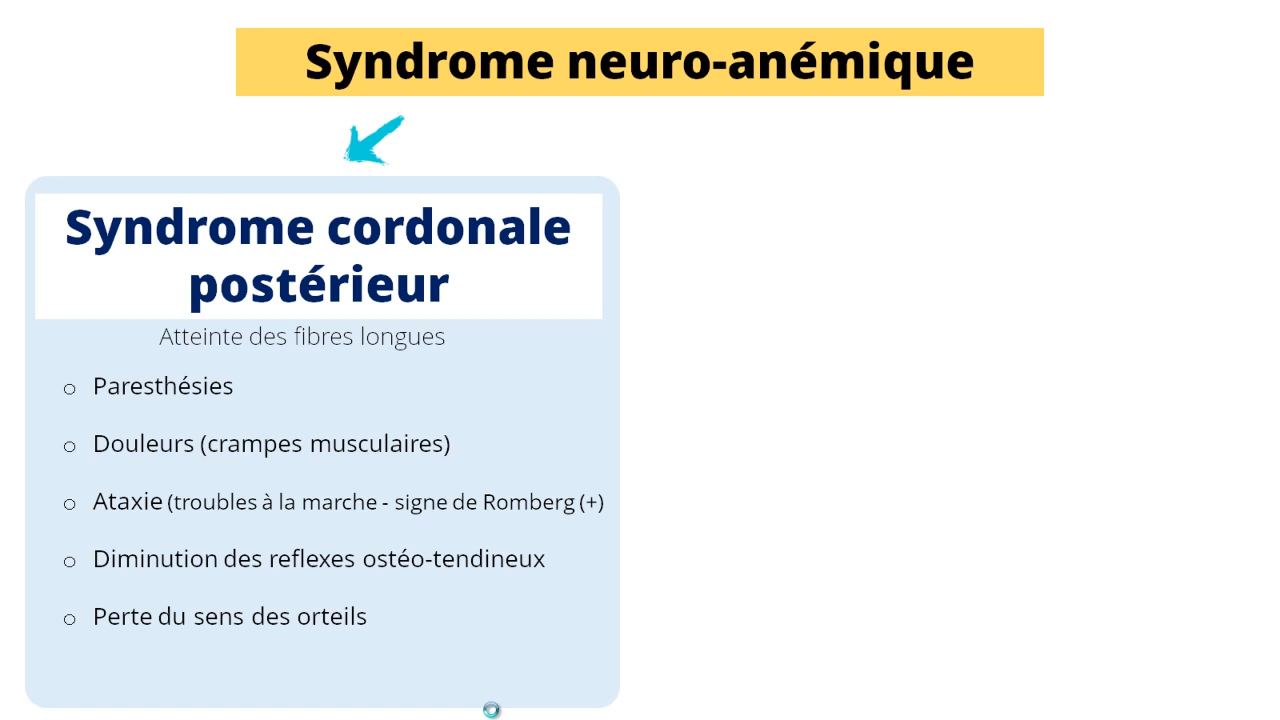 Syndrome neuro-anémique
Syndrome cordonale
postérieur
Atteinte des fibres longues
o Paresthésies
o Douleurs (crampes musculaires)
o Ataxie (troubles à la marche - signe de Romberg (+)
o Diminution des reflexes ostéo-tendineux
o Perte du sens des orteils